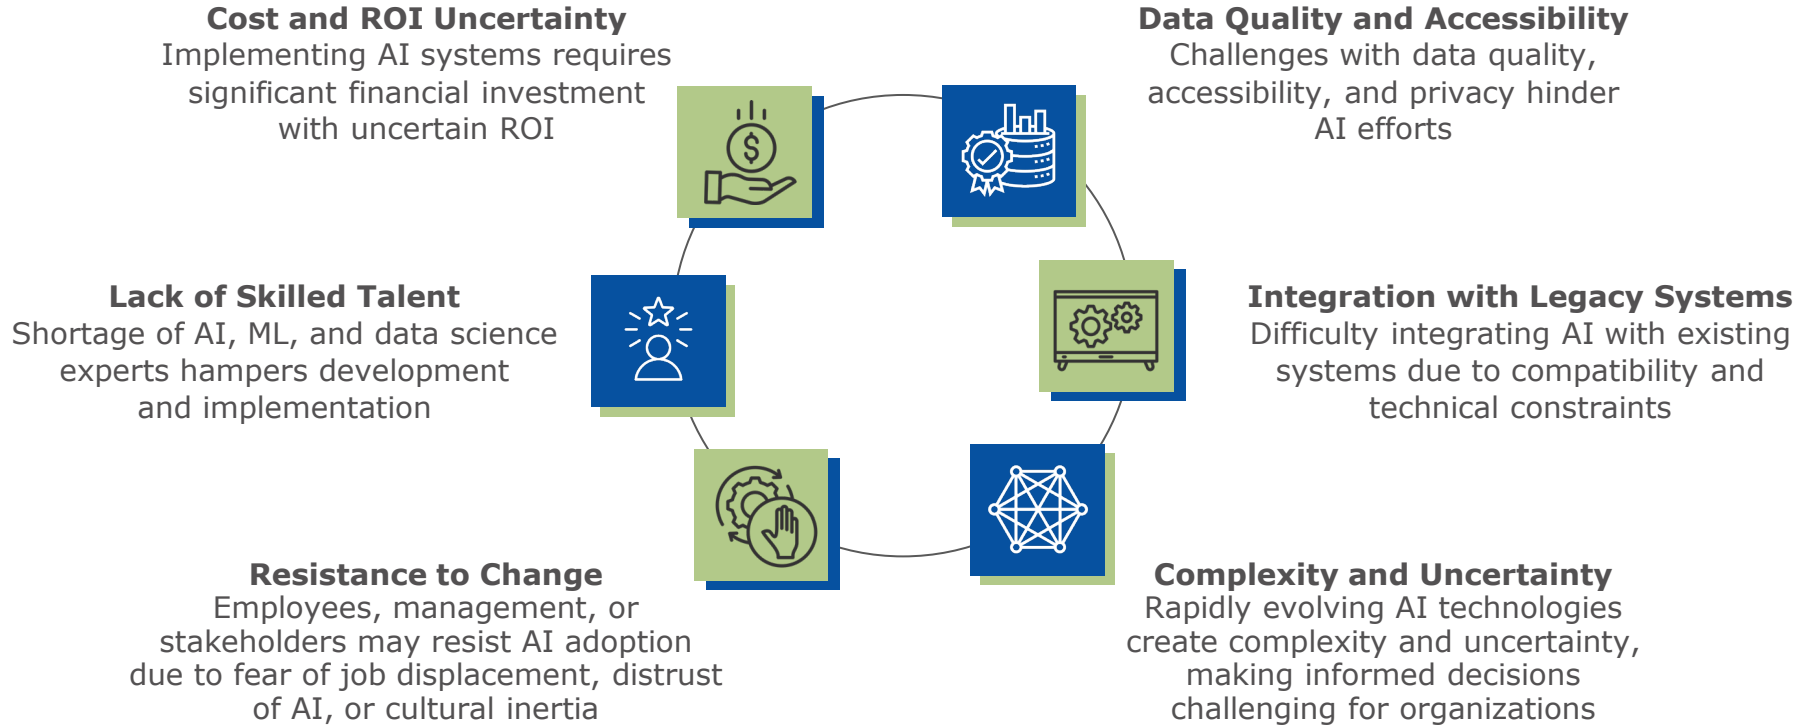 Cost and ROI Uncertainty
Implementing AI systems requires
significant financial investment
with uncertain ROI
Data Quality and Accessibility
Challenges with data quality,
accessibility, and privacy hinder
AI efforts
Lack of Skilled Talent
Shortage of AI, ML, and data science
experts hampers development
and implementation
Integration with Legacy Systems
Difficulty integrating AI with existing
systems due to compatibility and
technical constraints
Resistance to Change
Employees, management, or
stakeholders may resist AI adoption
due to fear of job displacement, distrust
of AI, or cultural inertia
Complexity and Uncertainty
Rapidly evolving AI technologies
create complexity and uncertainty,
making informed decisions
challenging for organizations